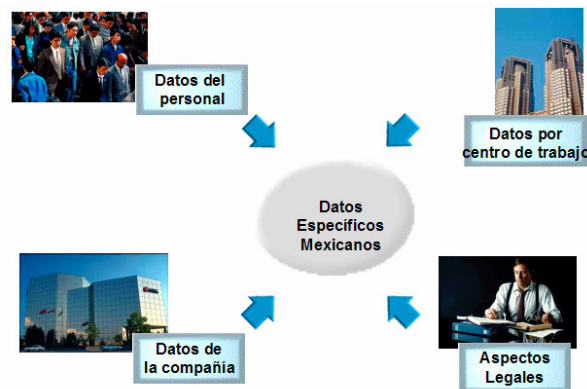 Datos del
personal
Datos por
centro de trabajo
Datos
Específicos
Mexicanos
Datos de
la compañía
Aspectos
Legales